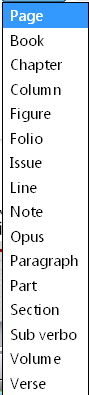 Page
Book
Chapter
Column
Figure
Folio
Issue
Line
Note
Opus
Paragraph
Part
Section
Sub verbo
Volume
Verse